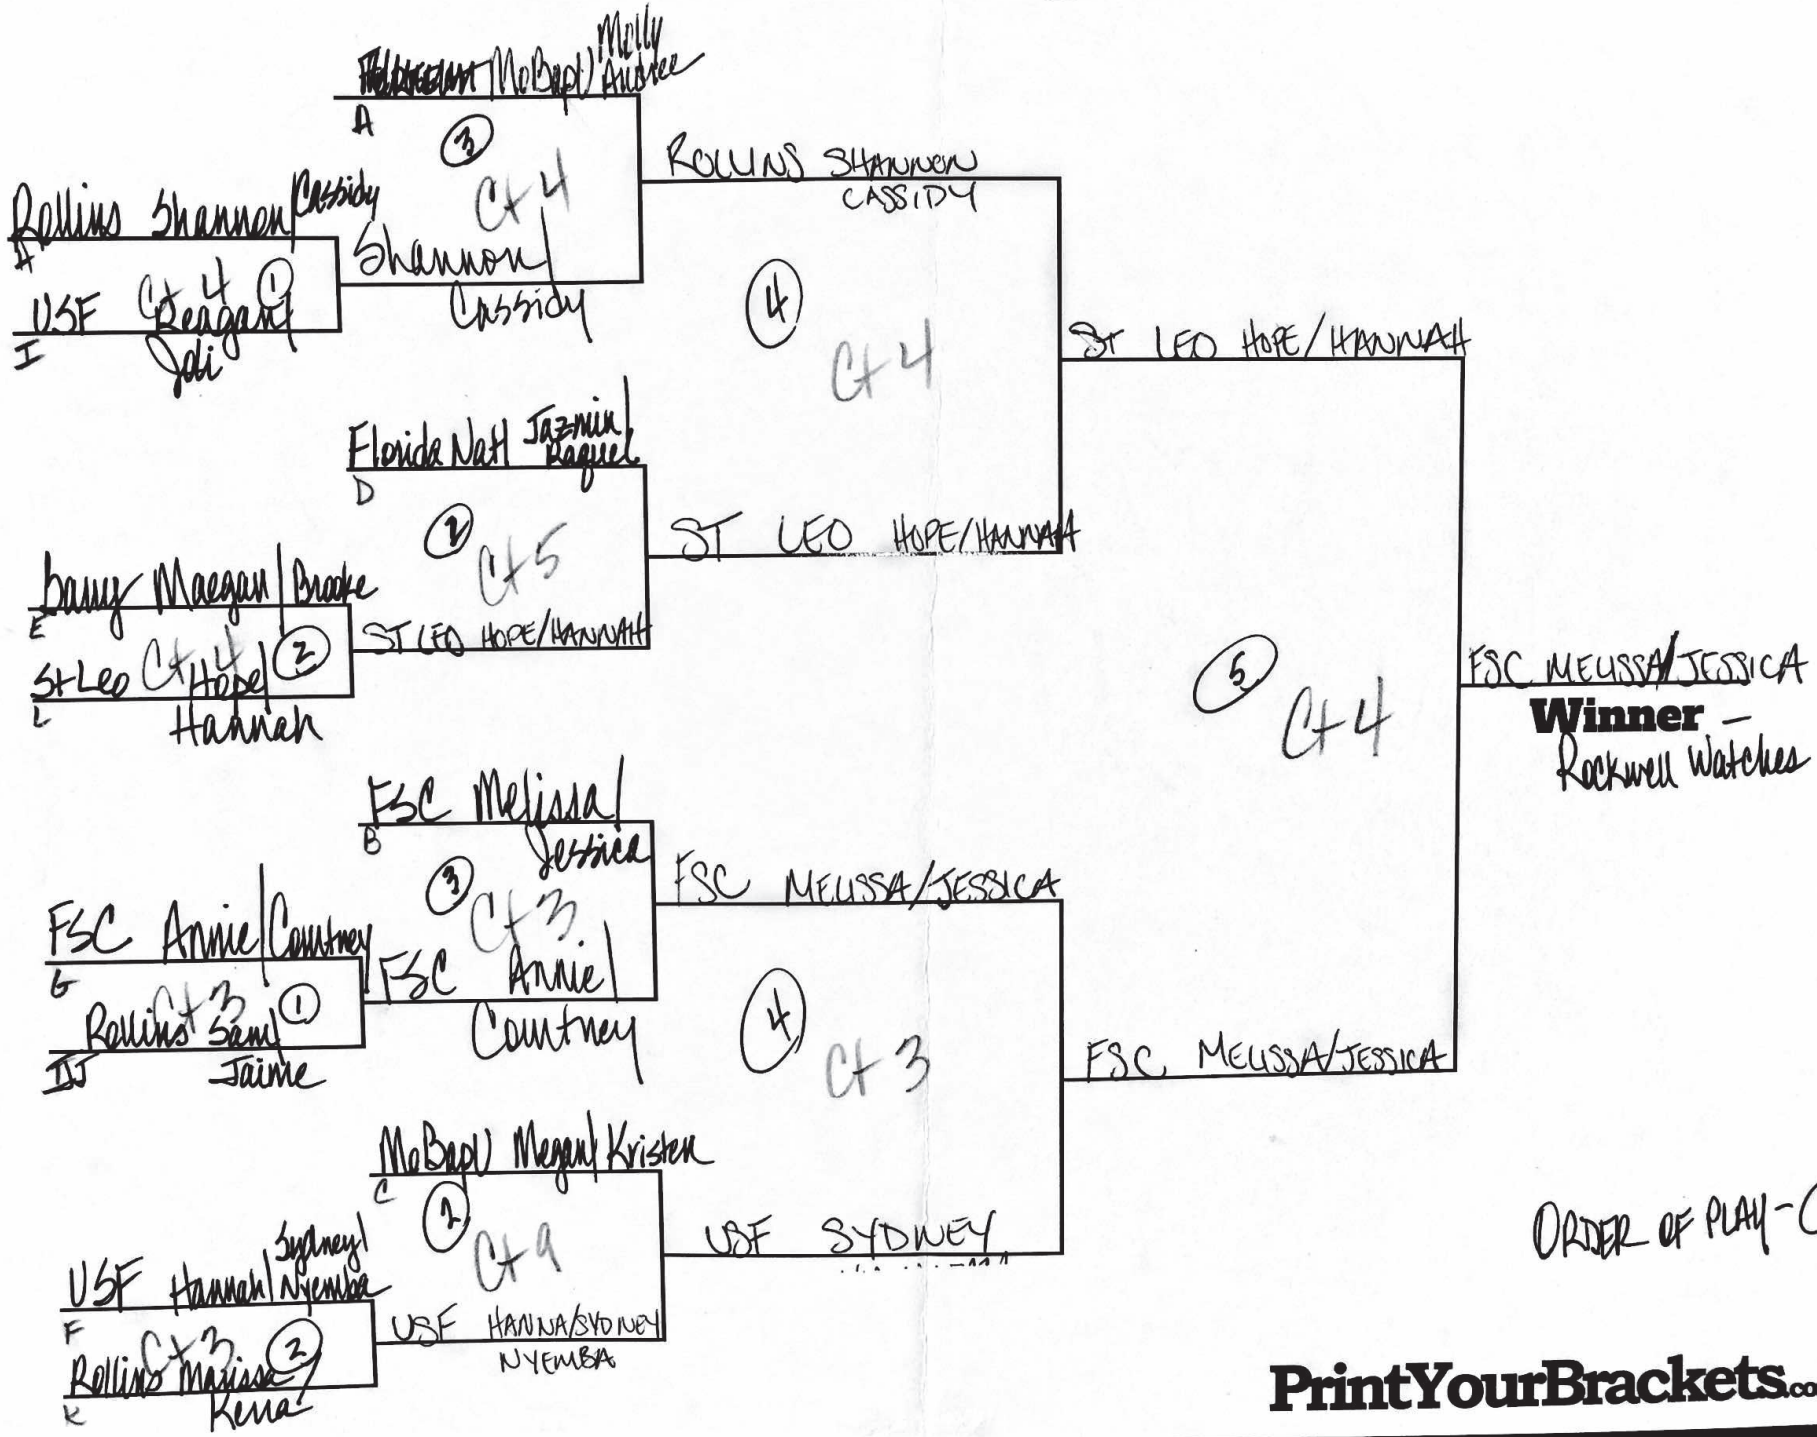 MoBapU / Molly
Audree
A
3
Ct 4
Rollins Shannon / Cassidy
A
Ct 4 1
USF Reagan /
I
Jodi
Shannon /
Cassidy
ROLLINS SHANNON
CASSIDY
4
Ct 4
Florida Natl Jazmin /
Raquel
D
2
Ct 5
Barry Maegan / Brooke
E
Ct 4 2
St Leo Hope /
L
Hannah
ST LEO HOPE/HANNAH
ST LEO HOPE/HANNAH
ST LEO HOPE/HANNAH
5
Ct 4
FSC MELISSA/JESSICA
Winner –
Rockwell Watches
FSC Melissa /
Jessica
B
3
Ct 3
FSC Annie / Courtney
G
Ct 3 1
Rollins Sam /
Jaime
FSC Annie /
Courtney
FSC MELISSA/JESSICA
4
Ct 3
FSC MELISSA/JESSICA
MoBapU Megan / Kristen
C
2
Ct 9
USF Hannah / Sydney /
Nyemba
F
Ct 3 2
Rollins Marissa /
K
Kena
USF HANNA/SYDNEY
NYEMBA
USF SYDNEY
ORDER OF PLAY -
PrintYourBrackets.co